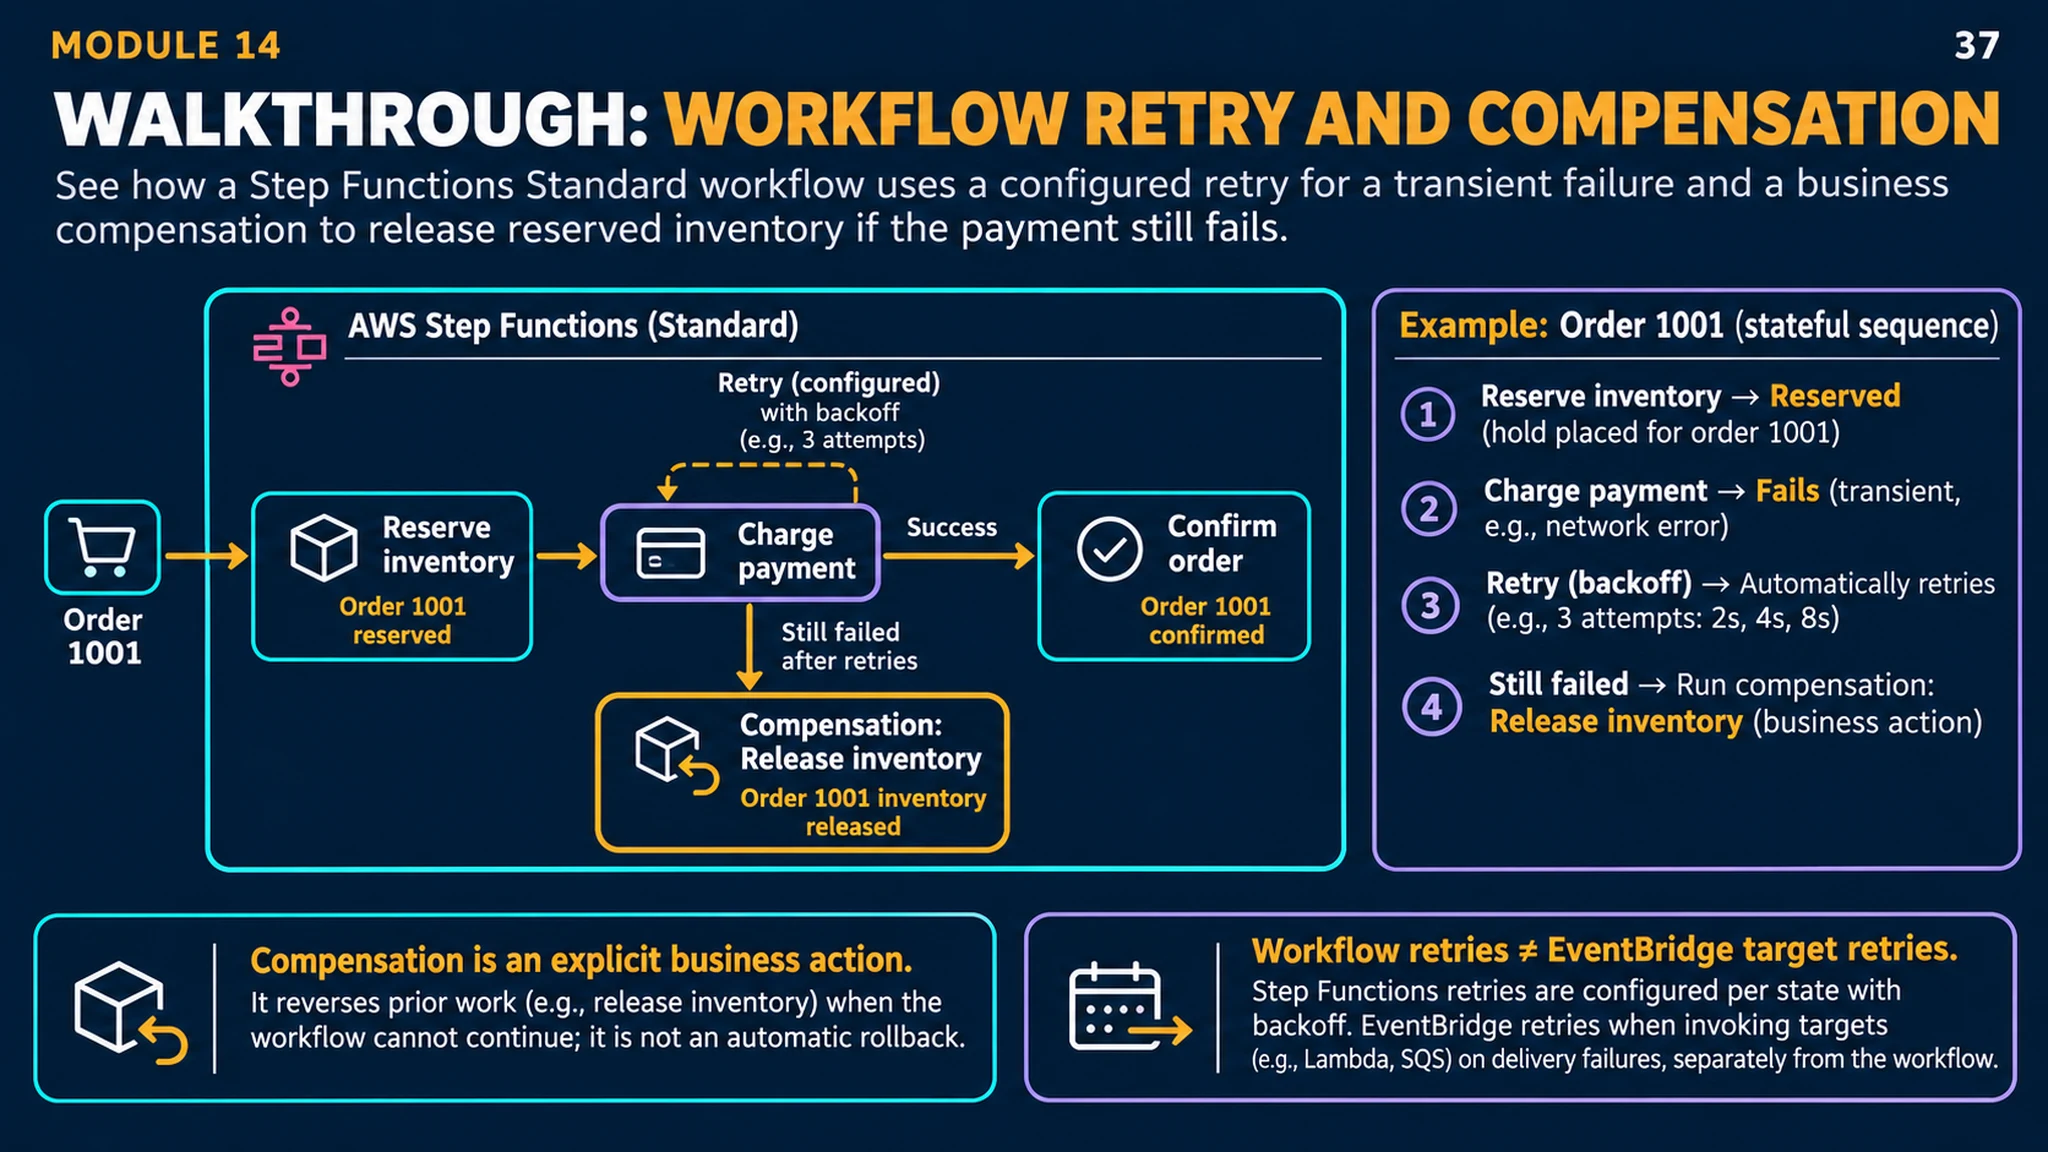 MODULE 14
37
WALKTHROUGH: WORKFLOW RETRY AND COMPENSATION
See how a Step Functions Standard workflow uses a configured retry for a transient failure and a business
compensation to release reserved inventory if the payment still fails.
AWS Step Functions (Standard)
Retry (configured)
with backoff
(e.g., 3 attempts)
Order
1001
Reserve
inventory
Order 1001
reserved
Charge
payment
Success
Confirm
order
Order 1001
confirmed
Still failed
after retries
Compensation:
Release inventory
Order 1001 inventory
released
Example: Order 1001 (stateful sequence)
1
Reserve inventory → Reserved
(hold placed for order 1001)
2
Charge payment → Fails (transient,
e.g., network error)
3
Retry (backoff) → Automatically retries
(e.g., 3 attempts: 2s, 4s, 8s)
4
Still failed → Run compensation:
Release inventory (business action)
Compensation is an explicit business action.
It reverses prior work (e.g., release inventory) when the
workflow cannot continue; it is not an automatic rollback.
Workflow retries ≠ EventBridge target retries.
Step Functions retries are configured per state with
backoff. EventBridge retries when invoking targets
(e.g., Lambda, SQS) on delivery failures, separately from the workflow.